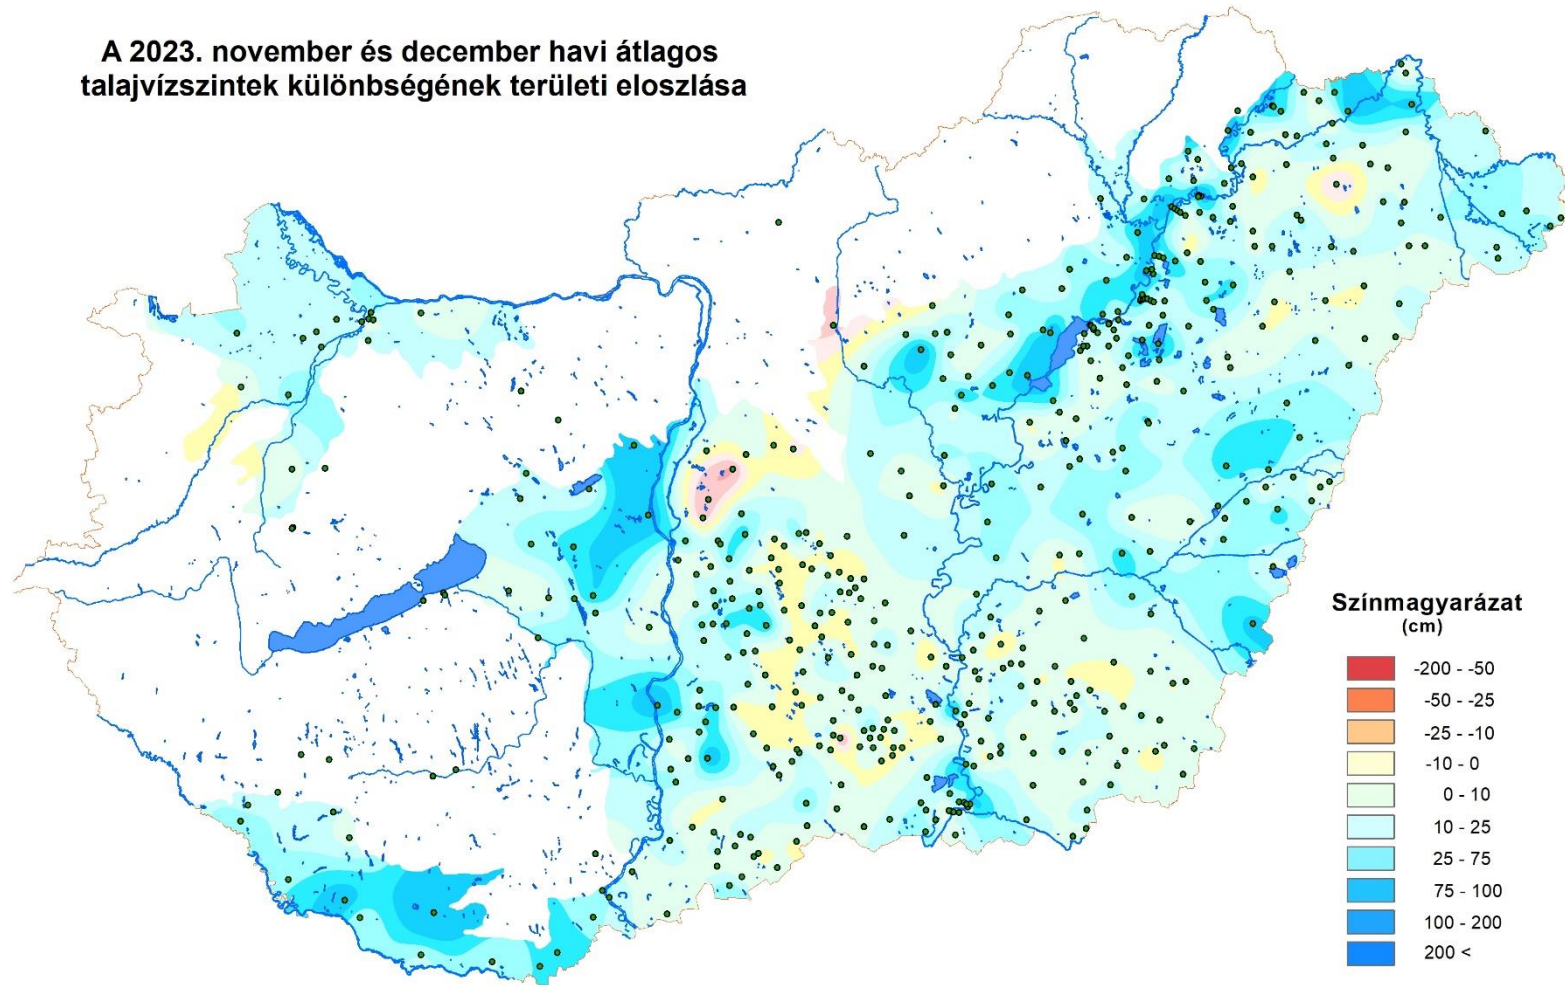 A 2023. november és december havi átlagos
talajvízszintek különbségének területi eloszlása
Színmagyarázat
(cm)
-200 - -50
-50 - -25
-25 - -10
-10 - 0
0 - 10
10 - 25
25 - 75
75 - 100
100 - 200
200 <